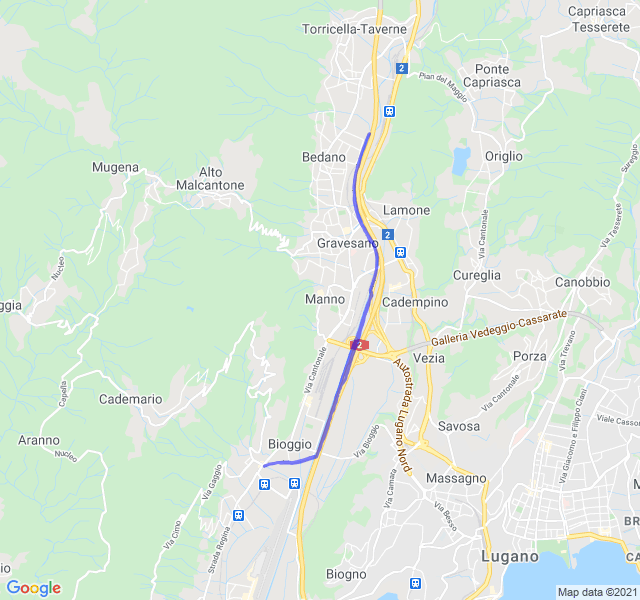 Capriasca
Tesserete
Torricella-Taverne
2
Ponte
Capriasca
Pian del Maggio
Sureggio
Bedano
Origlio
Mugena
Alto
Malcantone
Lamone
Via Cantonale
Via Tesserete
2
Gravesano
Cureglia
Canobbio
Nucleo
ggia
Manno
Cadempino
Galleria Vedeggio-Cassarate
2
Vezia
Porza
Via Trevano
Via Cantonale
Autostrada Lugano Nord
Capella
Cademario
Via Cantonale
Via Giacomo e Filippo Ciani
Viale Casson
Aranno
Nucleo
Bioggio
Via Bioggio
Savosa
Via Gaggio
Massagno
M
Via Camara
Via Besso
BR
Via Cimo
Strada Regina
Lugano
CA
Biogno
io
Google
Map data ©2021